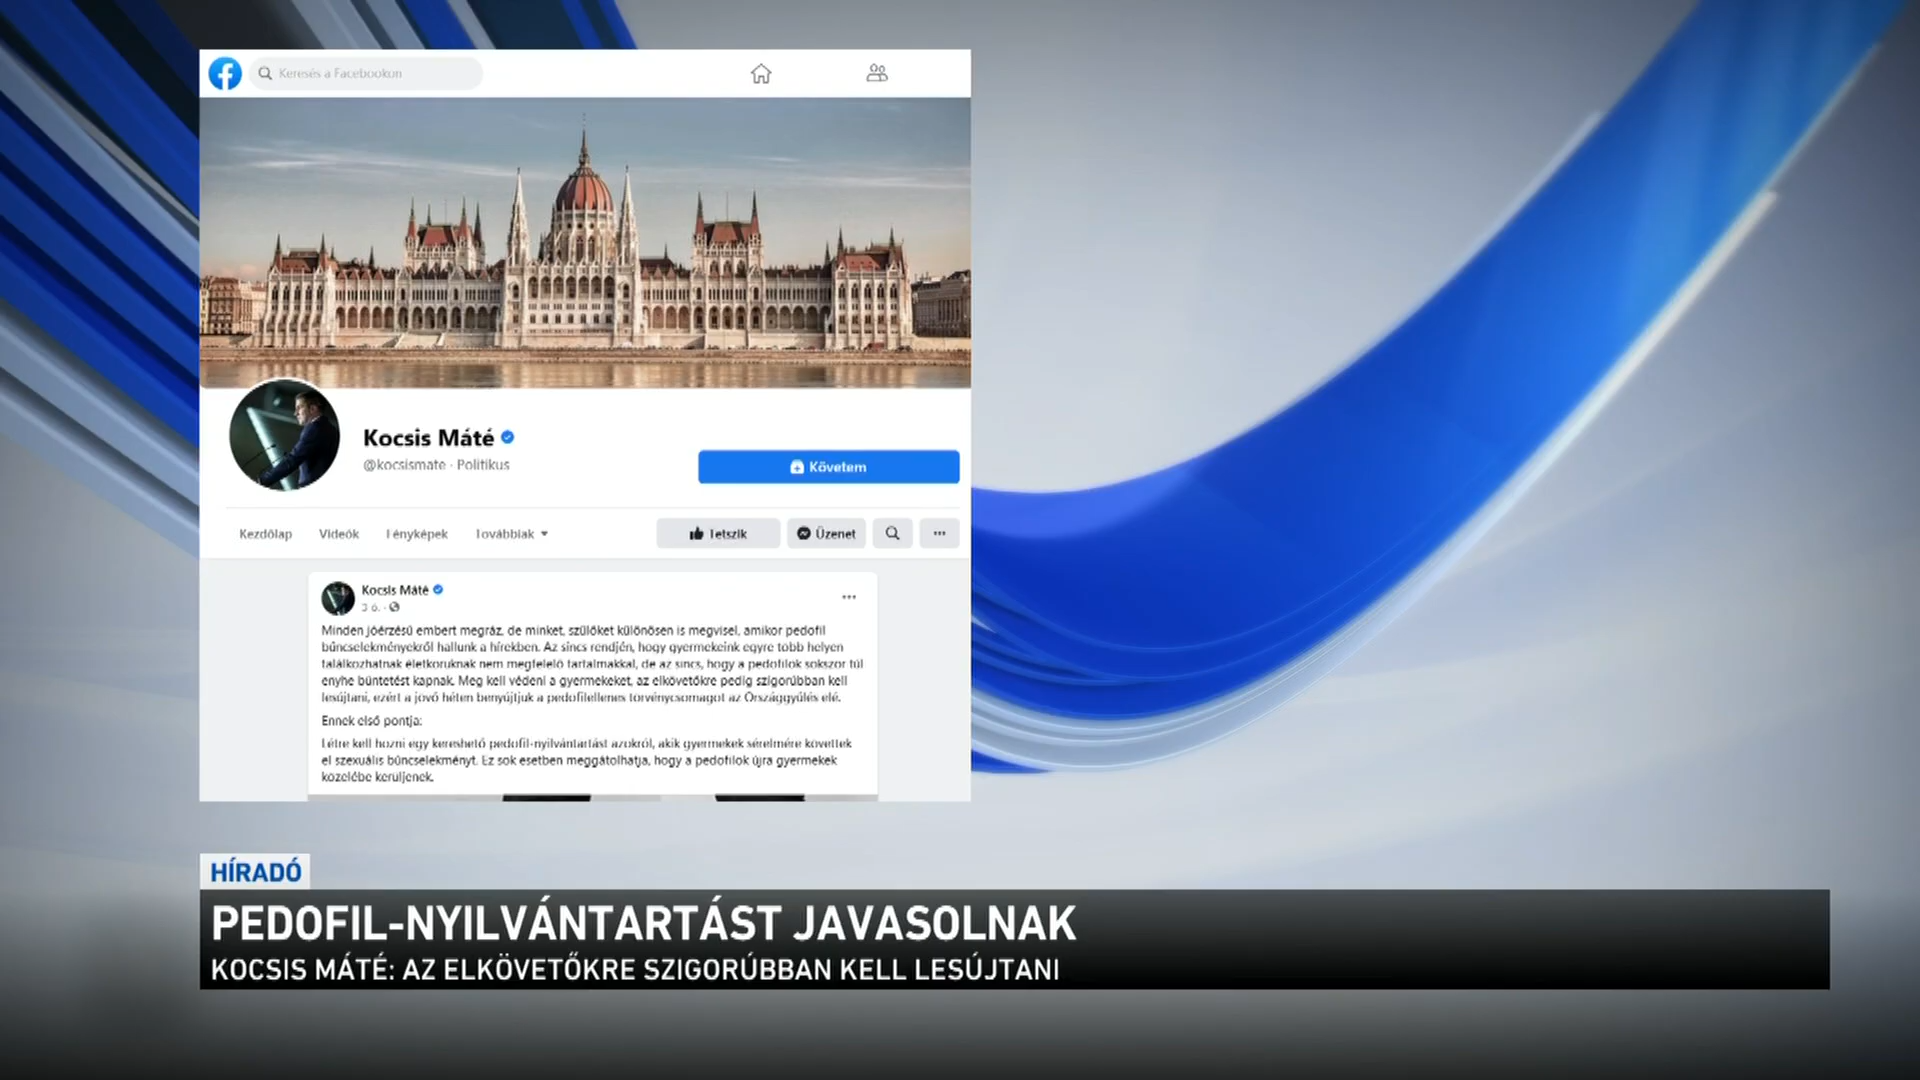 Keresés a Facebookon
Kocsis Máté
@kocsismate · Politikus
Követem
Kezdőlap Videók Fényképek Továbbiak
Tetszik Üzenet
Kocsis Máté
3 ó. ·
Minden jóérzésű embert megráz, de minket, szülőket különösen is megvisel, amikor pedofil
bűncselekményekről hallunk a hírekben. Az sincs rendjén, hogy gyermekeink egyre több helyen
találkozhatnak életkoruknak nem megfelelő tartalmakkal, de az sincs, hogy a pedofilok sokszor túl
enyhe büntetést kapnak. Meg kell védeni a gyermekeket, az elkövetőkre pedig szigorúbban kell
lesújtani, ezért a jövő héten benyújtjuk a pedofilellenes törvénycsomagot az Országgyűlés elé.
Ennek első pontja:
Létre kell hozni egy kereshető pedofil-nyilvántartást azokról, akik gyermekek sérelmére követtek
el szexuális bűncselekményt. Ez sok esetben meggátolhatja, hogy a pedofilok újra gyermekek
közelébe kerüljenek.
HÍRADÓ
PEDOFIL-NYILVÁNTARTÁST JAVASOLNAK
KOCSIS MÁTÉ: AZ ELKÖVETŐKRE SZIGORÚBBAN KELL LESÚJTANI